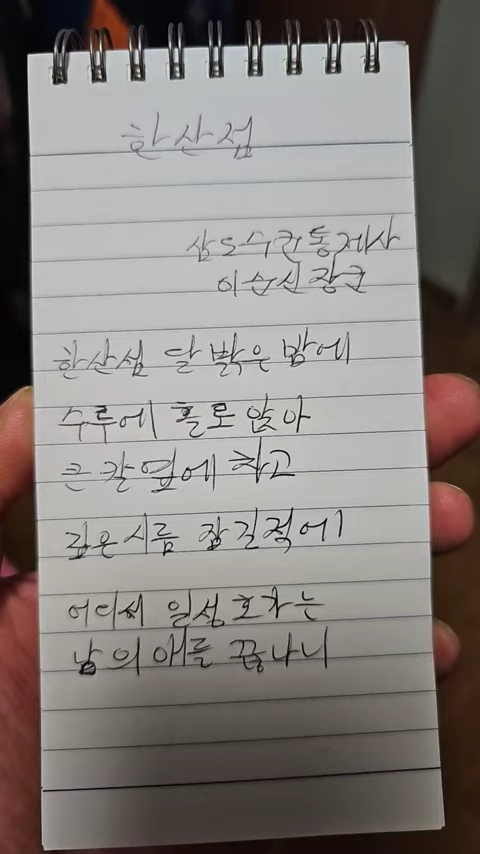 한산섬
삼도수군통제사
이순신장군
한산섬 달 밝은 밤에
수루에 홀로 앉아
큰 칼 옆에 차고
깊은 시름 잠길적에
어디서 일성호가는
남의 애를 끓나니